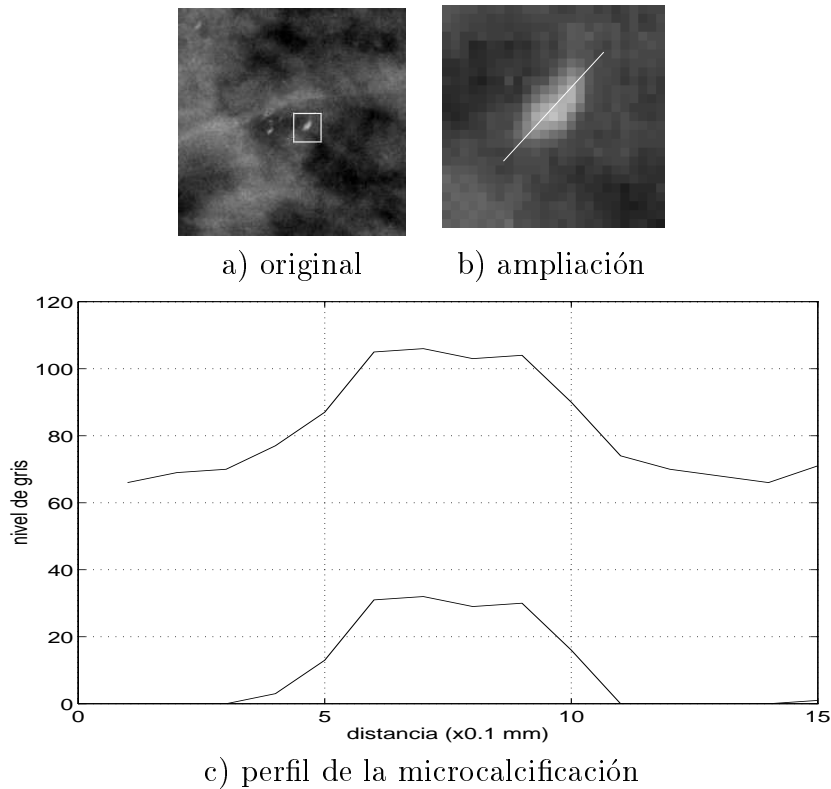 a) original
b) ampliación
120
100
80
60
40
20
0
nivel de gris
0 5 10 15
distancia (x0.1 mm)
c) perfil de la microcalcificación